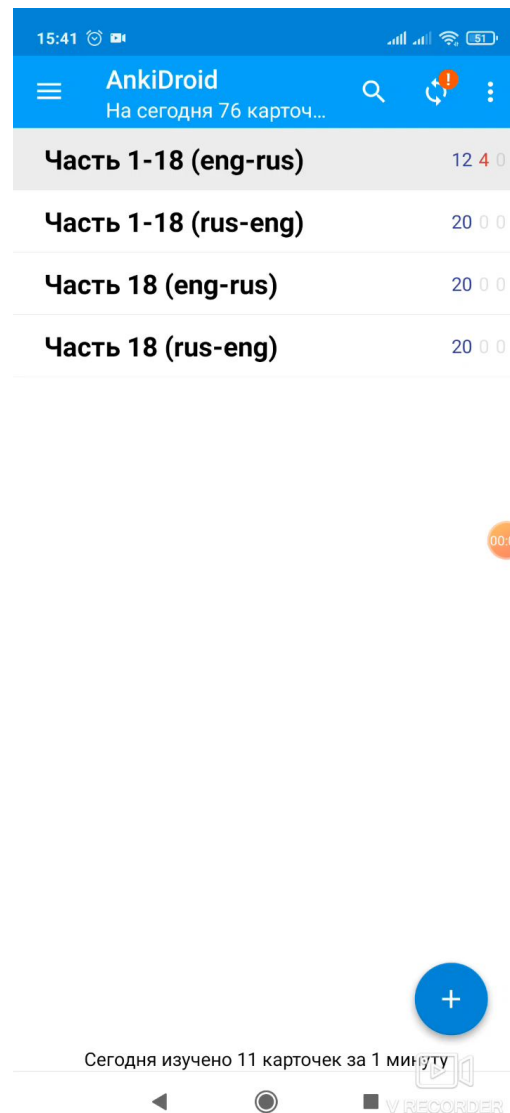 15:41 51
AnkiDroid
На сегодня 76 карточ...
Часть 1-18 (eng-rus) 12 4 0
Часть 1-18 (rus-eng) 20 0 0
Часть 18 (eng-rus) 20 0 0
Часть 18 (rus-eng) 20 0 0
Сегодня изучено 11 карточек за 1 минуту
V RECORDER